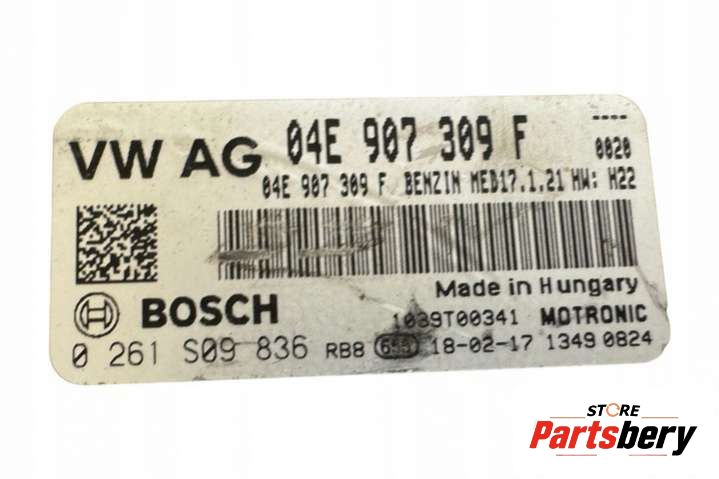 VW AG 04E 907 309 F ----
0020
04E 907 309 F BENZIN MED17.1.21 HW: H22
Made in Hungary
BOSCH 1039T00341 MOTRONIC
0 261 S09 836 RB8 18-02-17 1349 0824
STORE
Partsbery